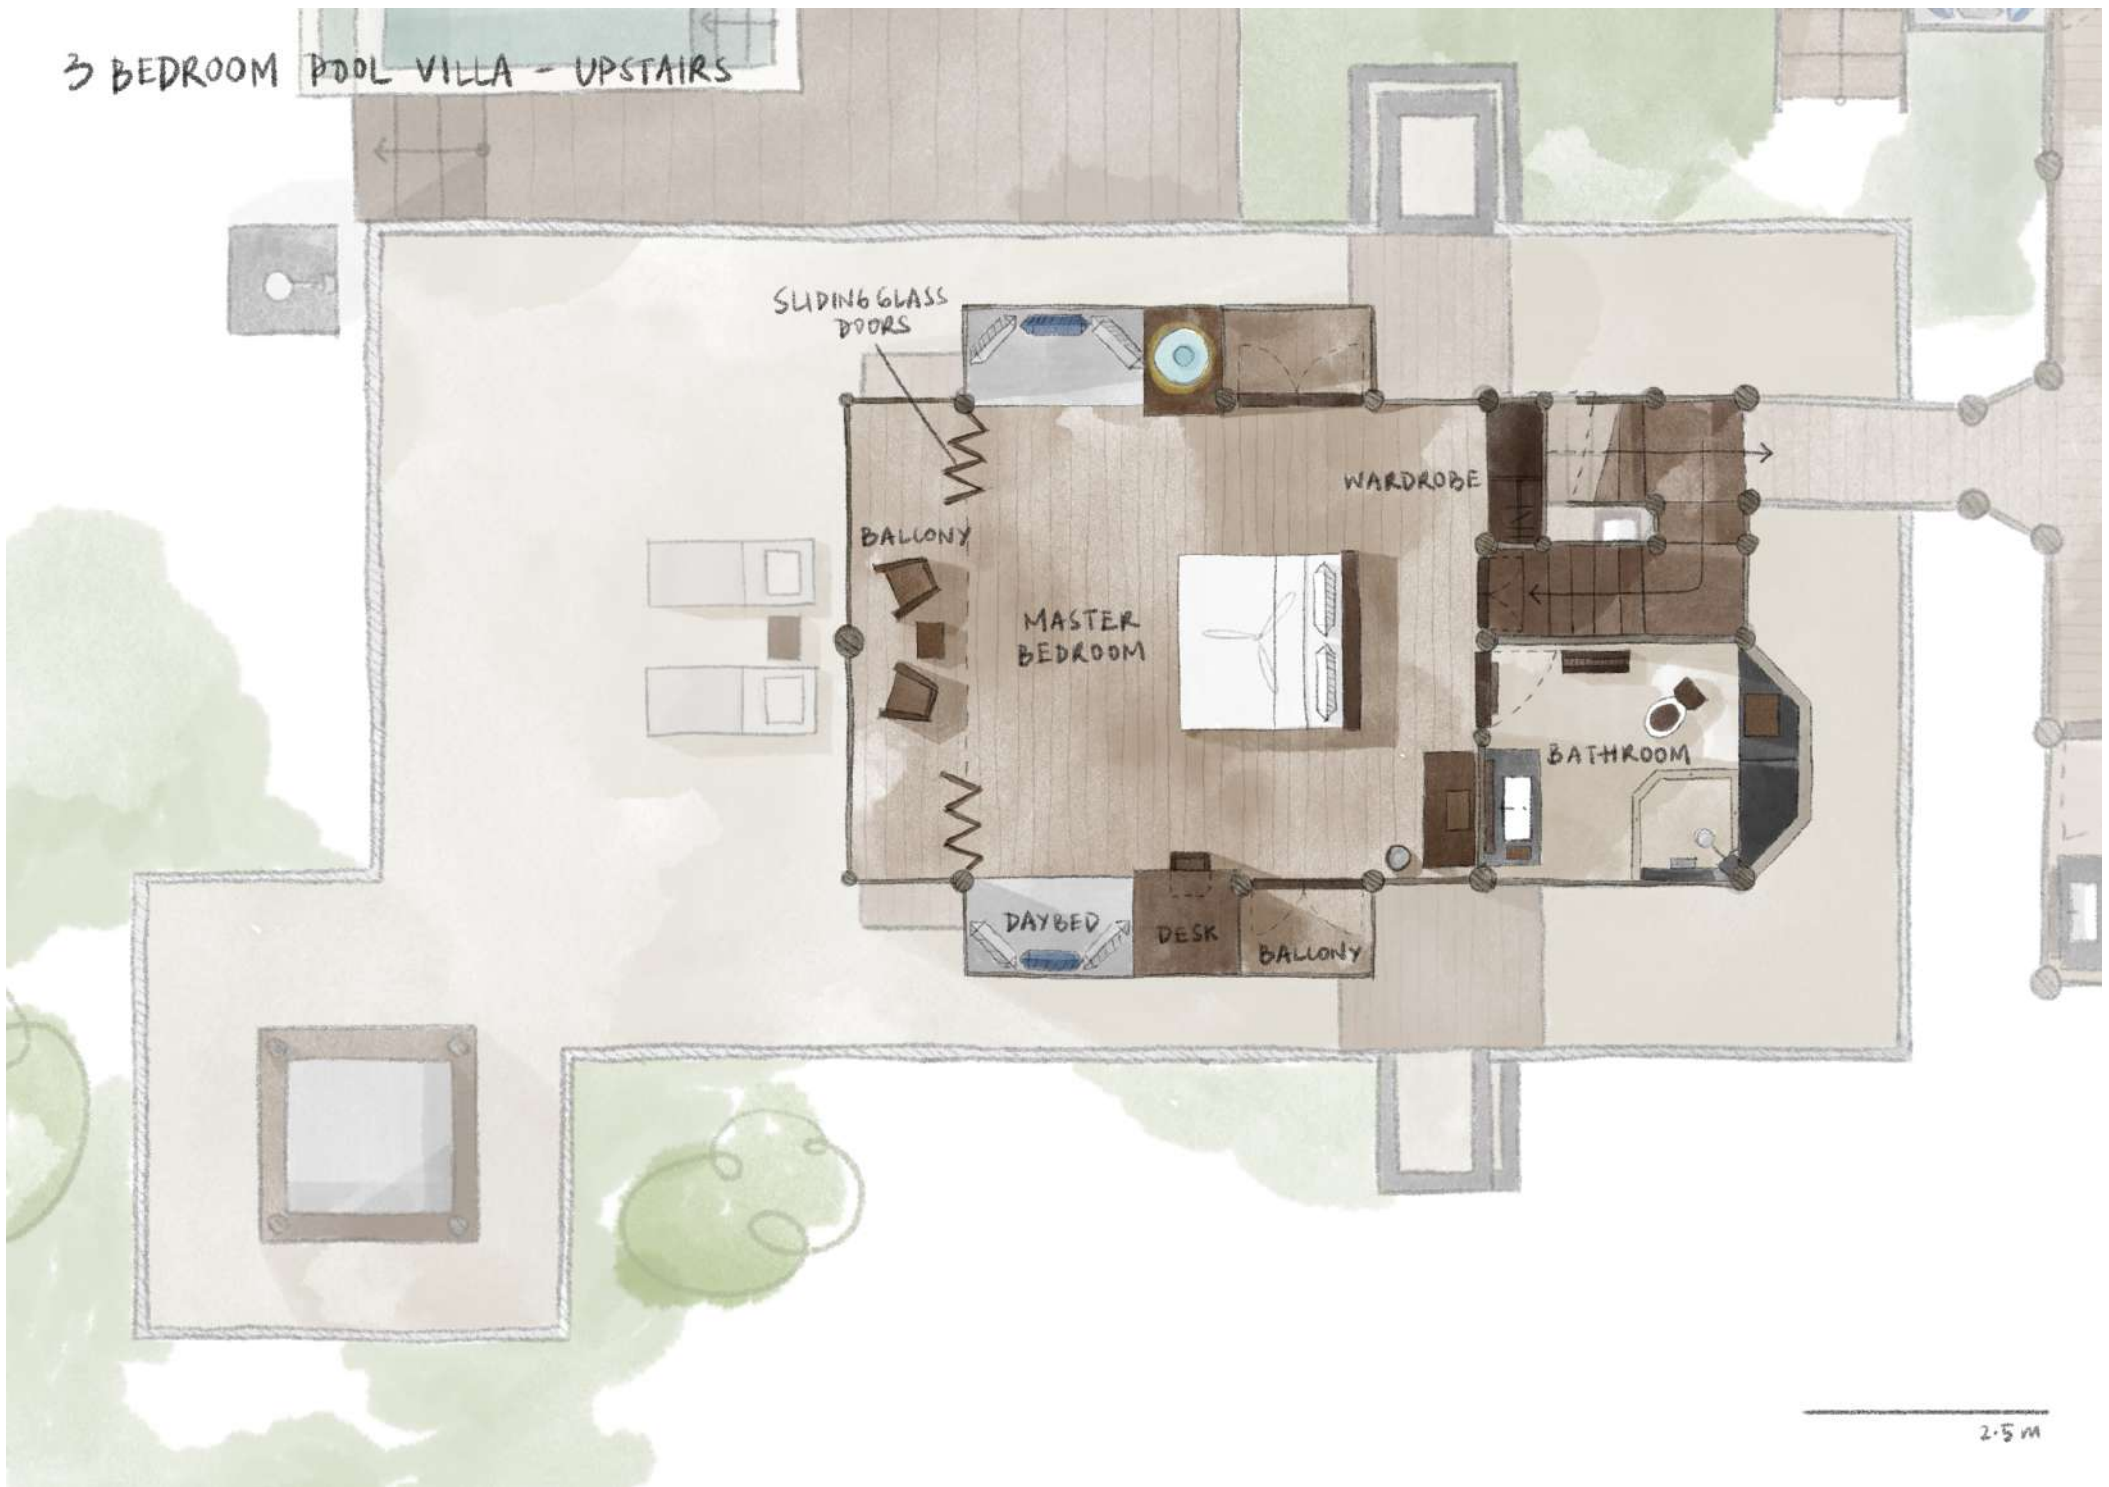 3 BEDROOM POOL VILLA - UPSTAIRS
SLIDING GLASS
DOORS
WARDROBE
BALCONY
MASTER
BEDROOM
BATHROOM
DAYBED
DESK
BALCONY
2.5 M